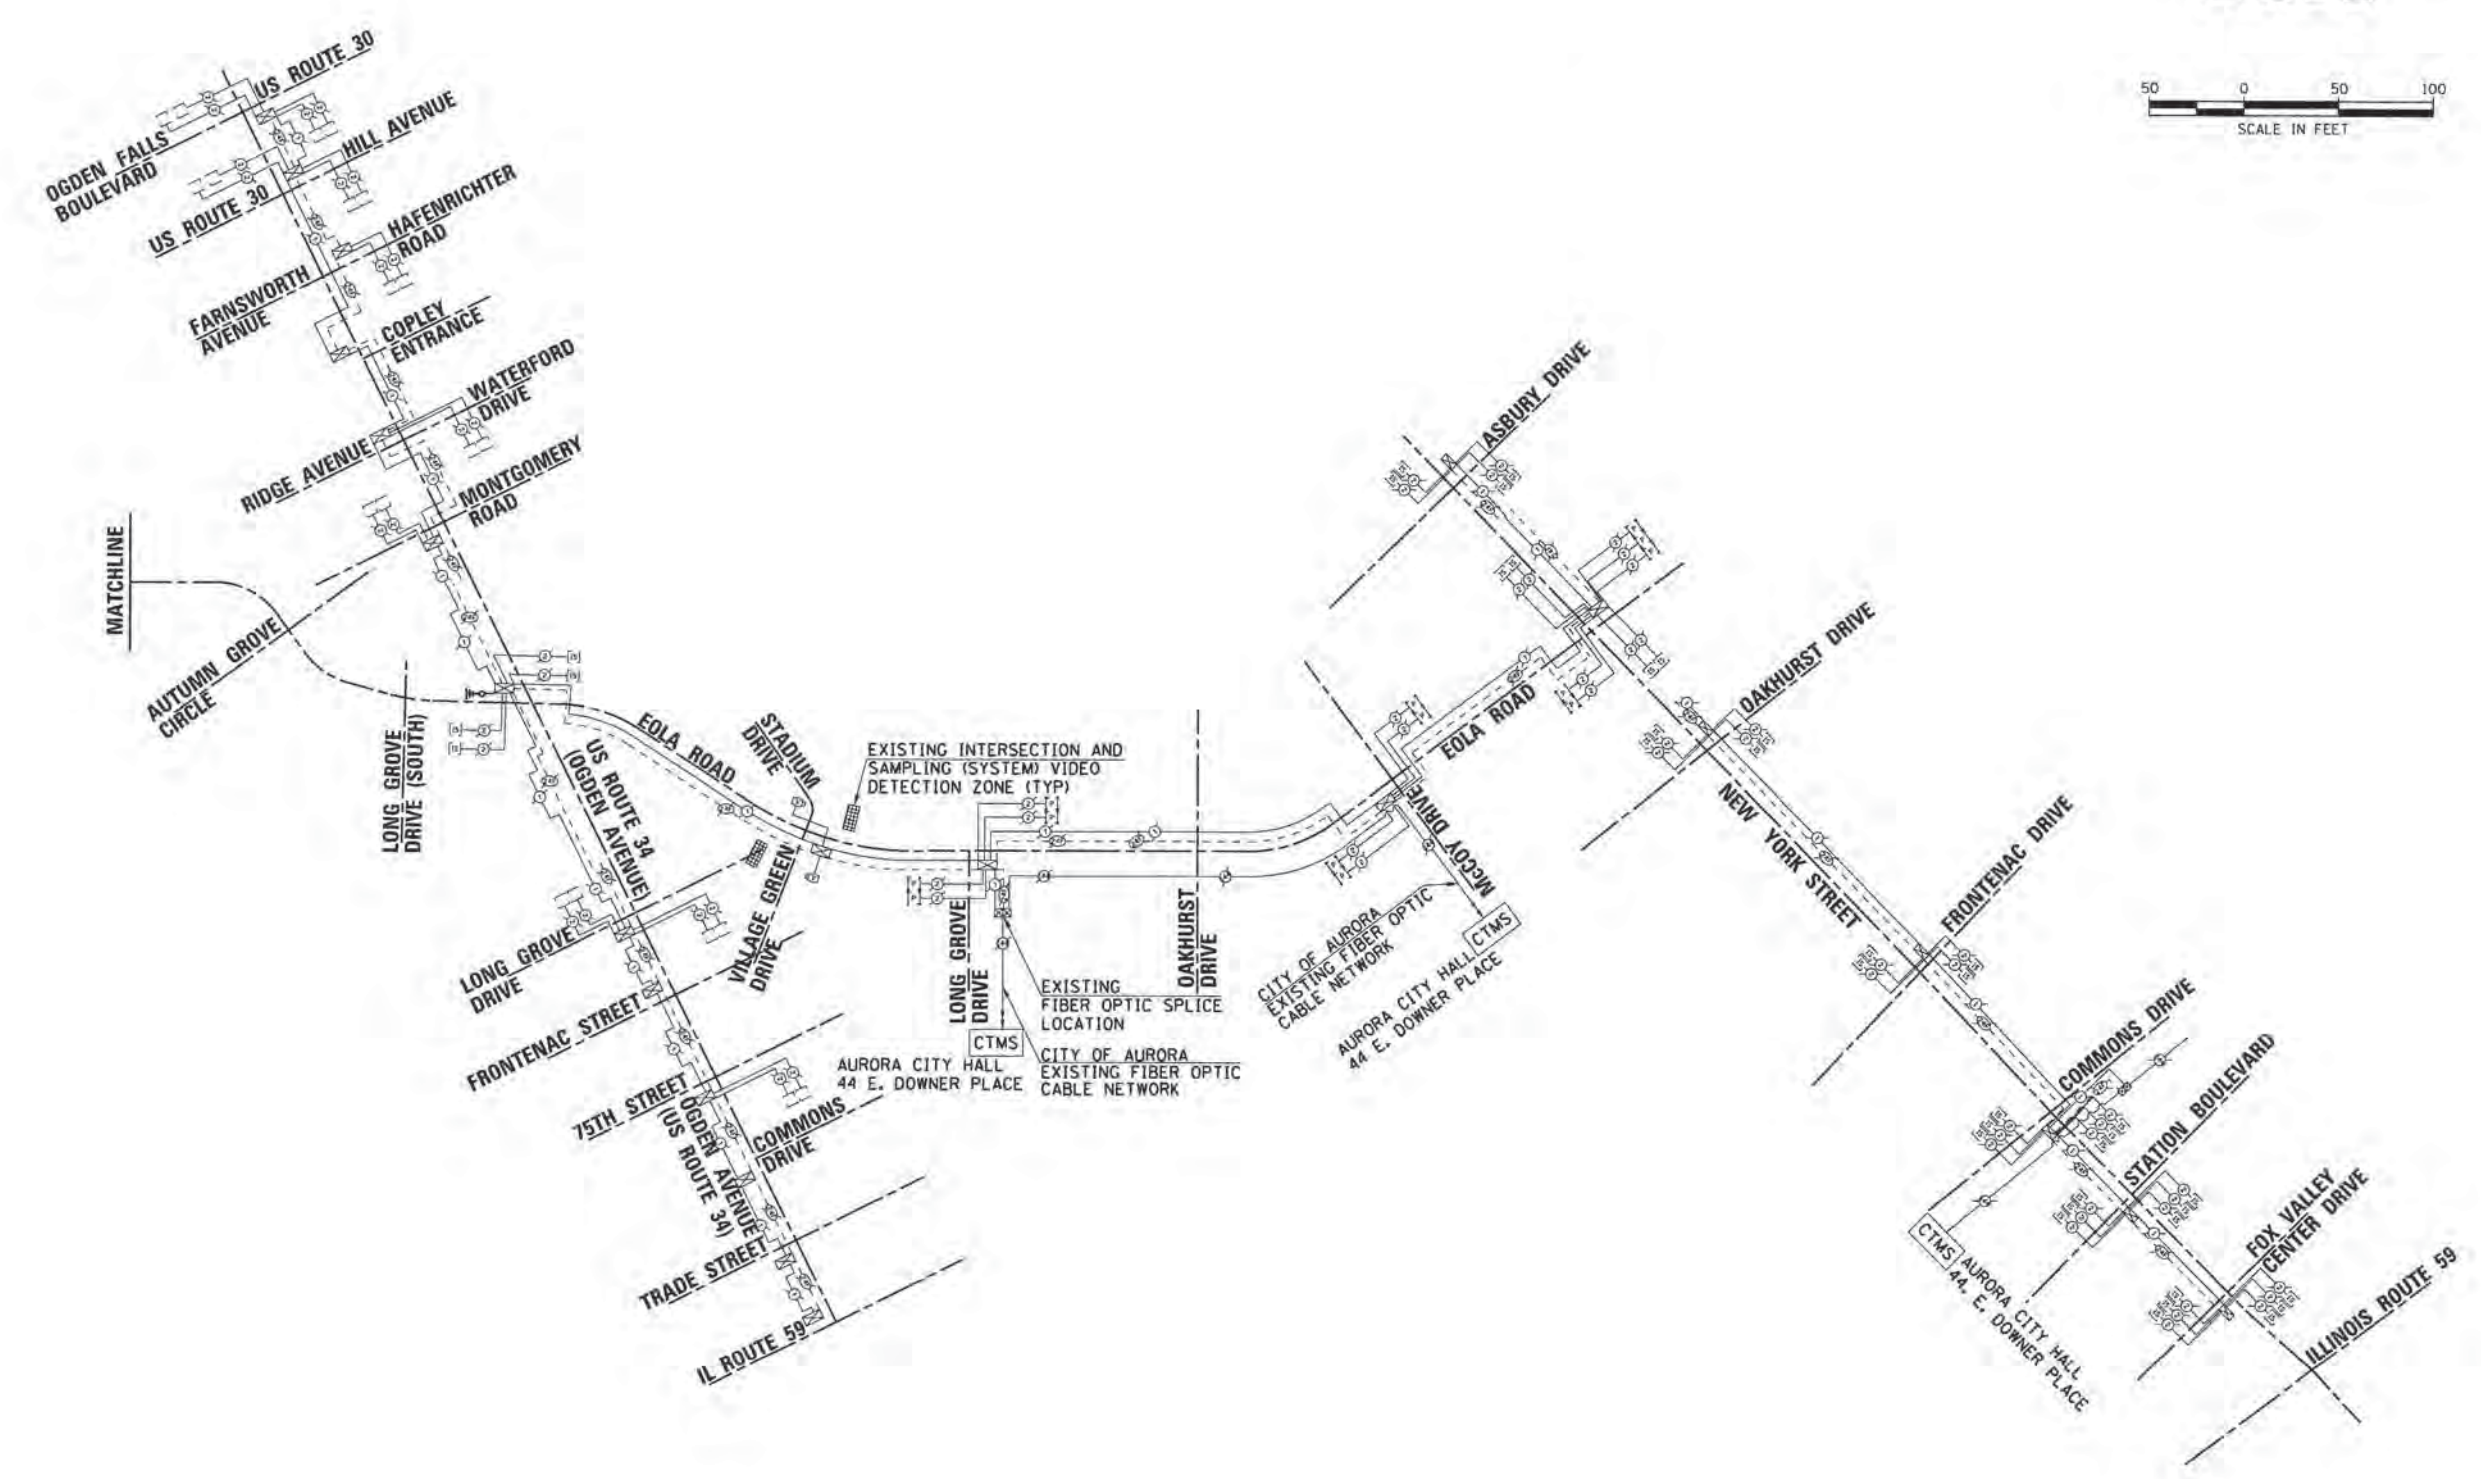 US ROUTE 30
OGDEN FALLS
BOULEVARD
HILL AVENUE
US ROUTE 30
HAFENRICHTER
ROAD
FARNSWORTH
AVENUE
COPLEY
ENTRANCE
WATERFORD
DRIVE
RIDGE AVENUE
MONTGOMERY
ROAD
MATCHLINE
AUTUMN GROVE
CIRCLE
LONG GROVE
DRIVE (SOUTH)
EOLA ROAD
US ROUTE 34
(OGDEN AVENUE)
STADIUM
DRIVE
EXISTING INTERSECTION AND
SAMPLING (SYSTEM) VIDEO
DETECTION ZONE (TYP)
VILLAGE GREEN
DRIVE
LONG GROVE
DRIVE
FRONTENAC STREET
75TH STREET
OGDEN AVENUE
(US ROUTE 34)
COMMONS
DRIVE
TRADE STREET
IL ROUTE 59
LONG GROVE
DRIVE
CTMS
AURORA CITY HALL
44 E. DOWNER PLACE
EXISTING
FIBER OPTIC SPLICE
LOCATION
CITY OF AURORA
EXISTING FIBER OPTIC
CABLE NETWORK
OAKHURST
DRIVE
CITY OF AURORA
EXISTING FIBER OPTIC
CABLE NETWORK
CTMS
AURORA CITY HALL
44 E. DOWNER PLACE
McCOY DRIVE
EOLA ROAD
ASBURY DRIVE
OAKHURST DRIVE
NEW YORK STREET
FRONTENAC DRIVE
COMMONS DRIVE
STATION BOULEVARD
FOX VALLEY
CENTER DRIVE
ILLINOIS ROUTE 59
CTMS
AURORA CITY HALL
44. E. DOWNER PLACE
50 0 50 100
SCALE IN FEET